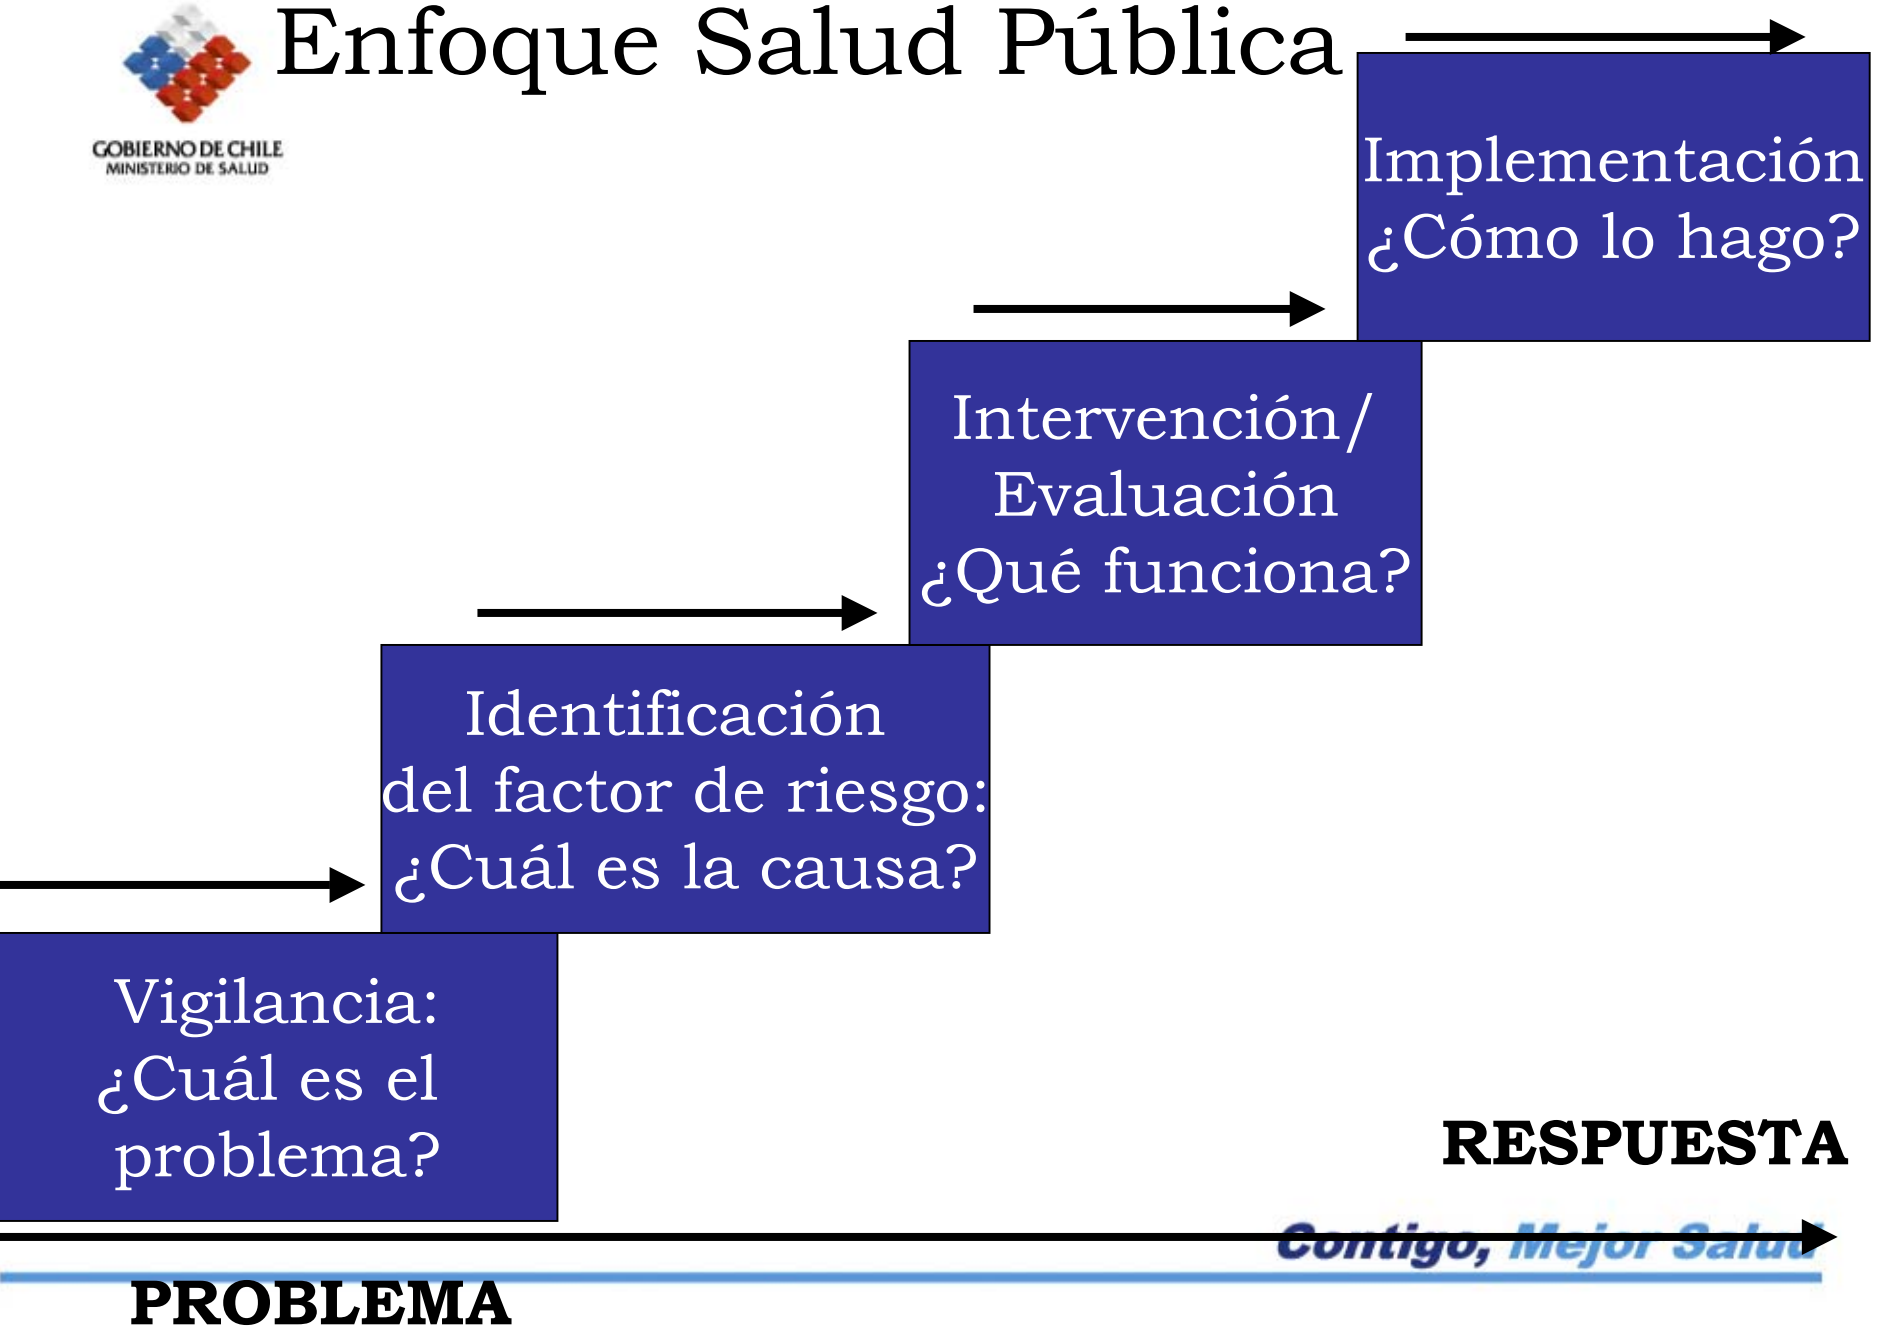 Enfoque Salud Pública
GOBIERNO DE CHILE
MINISTERIO DE SALUD
Implementación
¿Cómo lo hago?
Intervención/
Evaluación
¿Qué funciona?
Identificación
del factor de riesgo:
¿Cuál es la causa?
Vigilancia:
¿Cuál es el
problema?
RESPUESTA
Contigo, Mejor Salud
PROBLEMA